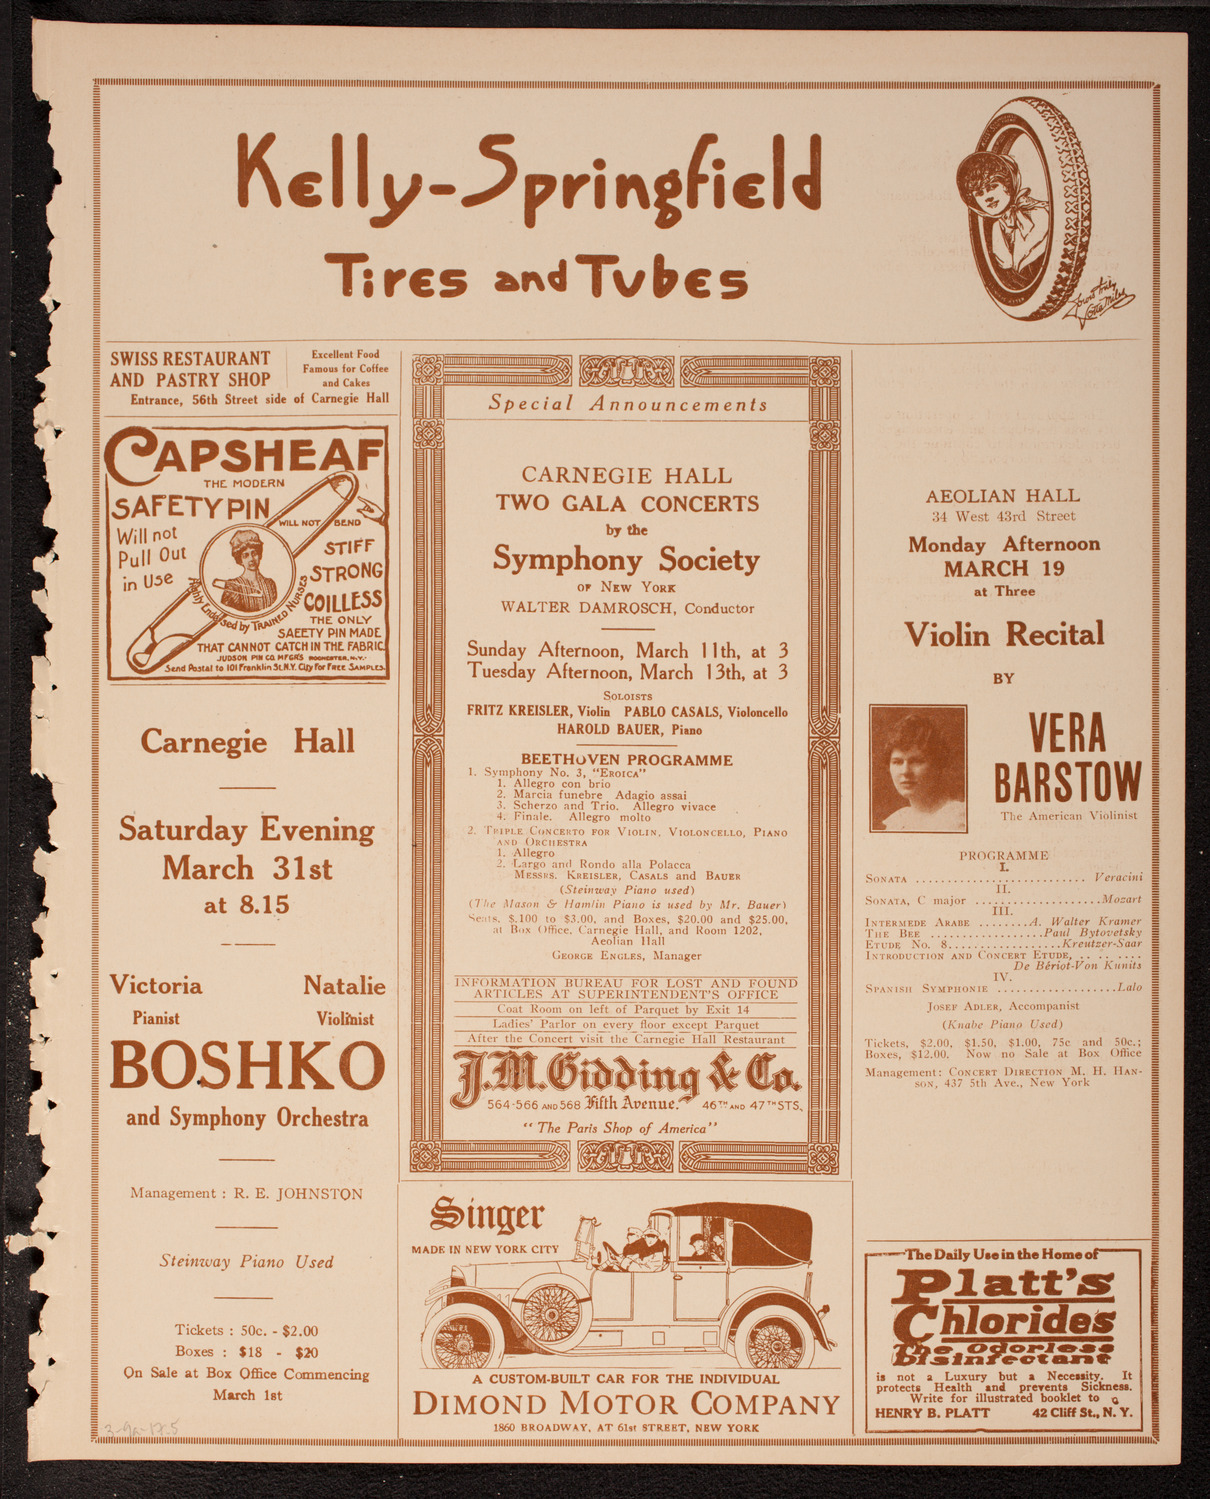 Kelly-Springfield
Tires and Tubes
Yours truly
Lotta Miles
SWISS RESTAURANT
AND PASTRY SHOP
Excellent Food
Famous for Coffee
and Cakes
Entrance, 56th Street side of Carnegie Hall
CAPSHEAF
THE MODERN
SAFETY PIN
WILL NOT BEND
Will not
Pull Out
in Use
STIFF
STRONG
COILLESS
Highly Endorsed by TRAINED NURSES
THE ONLY
SAFETY PIN MADE
THAT CANNOT CATCH IN THE FABRIC.
JUDSON PIN CO. MFGR'S ROCHESTER, N.Y.
Send Postal to 101 Franklin St. N.Y. City for FREE SAMPLES.
Carnegie Hall
Saturday Evening
March 31st
at 8.15
Victoria Natalie
Pianist Violinist
BOSHKO
and Symphony Orchestra
Management : R. E. JOHNSTON
Steinway Piano Used
Tickets : 50c. - $2.00
Boxes : $18 - $20
On Sale at Box Office Commencing
March 1st
3-9a-17.5
Special Announcements
CARNEGIE HALL
TWO GALA CONCERTS
by the
Symphony Society
OF NEW YORK
WALTER DAMROSCH, Conductor
Sunday Afternoon, March 11th, at 3
Tuesday Afternoon, March 13th, at 3
SOLOISTS
FRITZ KREISLER, Violin PABLO CASALS, Violoncello
HAROLD BAUER, Piano
BEETHOVEN PROGRAMME
1. Symphony No. 3, "EROICA"
1. Allegro con brio
2. Marcia funebre Adagio assai
3. Scherzo and Trio. Allegro vivace
4. Finale. Allegro molto
2. TRIPLE CONCERTO FOR VIOLIN, VIOLONCELLO, PIANO
AND ORCHESTRA
1. Allegro
2. Largo and Rondo alla Polacca
MESSRS. KREISLER, CASALS and BAUER
(Steinway Piano used)
(The Mason & Hamlin Piano is used by Mr. Bauer)
Seats, $.100 to $3.00, and Boxes, $20.00 and $25.00,
at Box Office, Carnegie Hall, and Room 1202,
Aeolian Hall
GEORGE ENGLES, Manager
INFORMATION BUREAU FOR LOST AND FOUND
ARTICLES AT SUPERINTENDENT'S OFFICE
Coat Room on left of Parquet by Exit 14
Ladies' Parlor on every floor except Parquet
After the Concert visit the Carnegie Hall Restaurant
J.M. Gidding & Co.
564-566 AND 568 Fifth Avenue. 46TH AND 47TH STS.
"The Paris Shop of America"
Singer
MADE IN NEW YORK CITY
A CUSTOM-BUILT CAR FOR THE INDIVIDUAL
DIMOND MOTOR COMPANY
1860 BROADWAY, AT 61st STREET, NEW YORK
AEOLIAN HALL
34 West 43rd Street
Monday Afternoon
MARCH 19
at Three
Violin Recital
BY
VERA
BARSTOW
The American Violinist
PROGRAMME
I.
SONATA .......................... Veracini
II.
SONATA, C major ...................Mozart
III.
INTERMEDE ARABE ........A. Walter Kramer
THE BEE .................Paul Bytovetsky
ETUDE NO. 8.................Kreutzer-Saar
INTRODUCTION AND CONCERT ETUDE, .. .. ....
De Bériot-Von Kunits
IV.
SPANISH SYMPHONIE ..................Lalo
JOSEF ADLER, Accompanist
(Knabe Piano Used)
Tickets, $2.00, $1.50, $1.00, 75c and 50c.;
Boxes, $12.00. Now no Sale at Box Office
Management: CONCERT DIRECTION M. H. HAN-
SON, 437 5th Ave., New York
The Daily Use in the Home of
Platt's
Chlorides
The Odorless
Disinfectant
is not a Luxury but a Necessity. It
protects Health and prevents Sickness.
Write for illustrated booklet to
HENRY B. PLATT 42 Cliff St., N. Y.